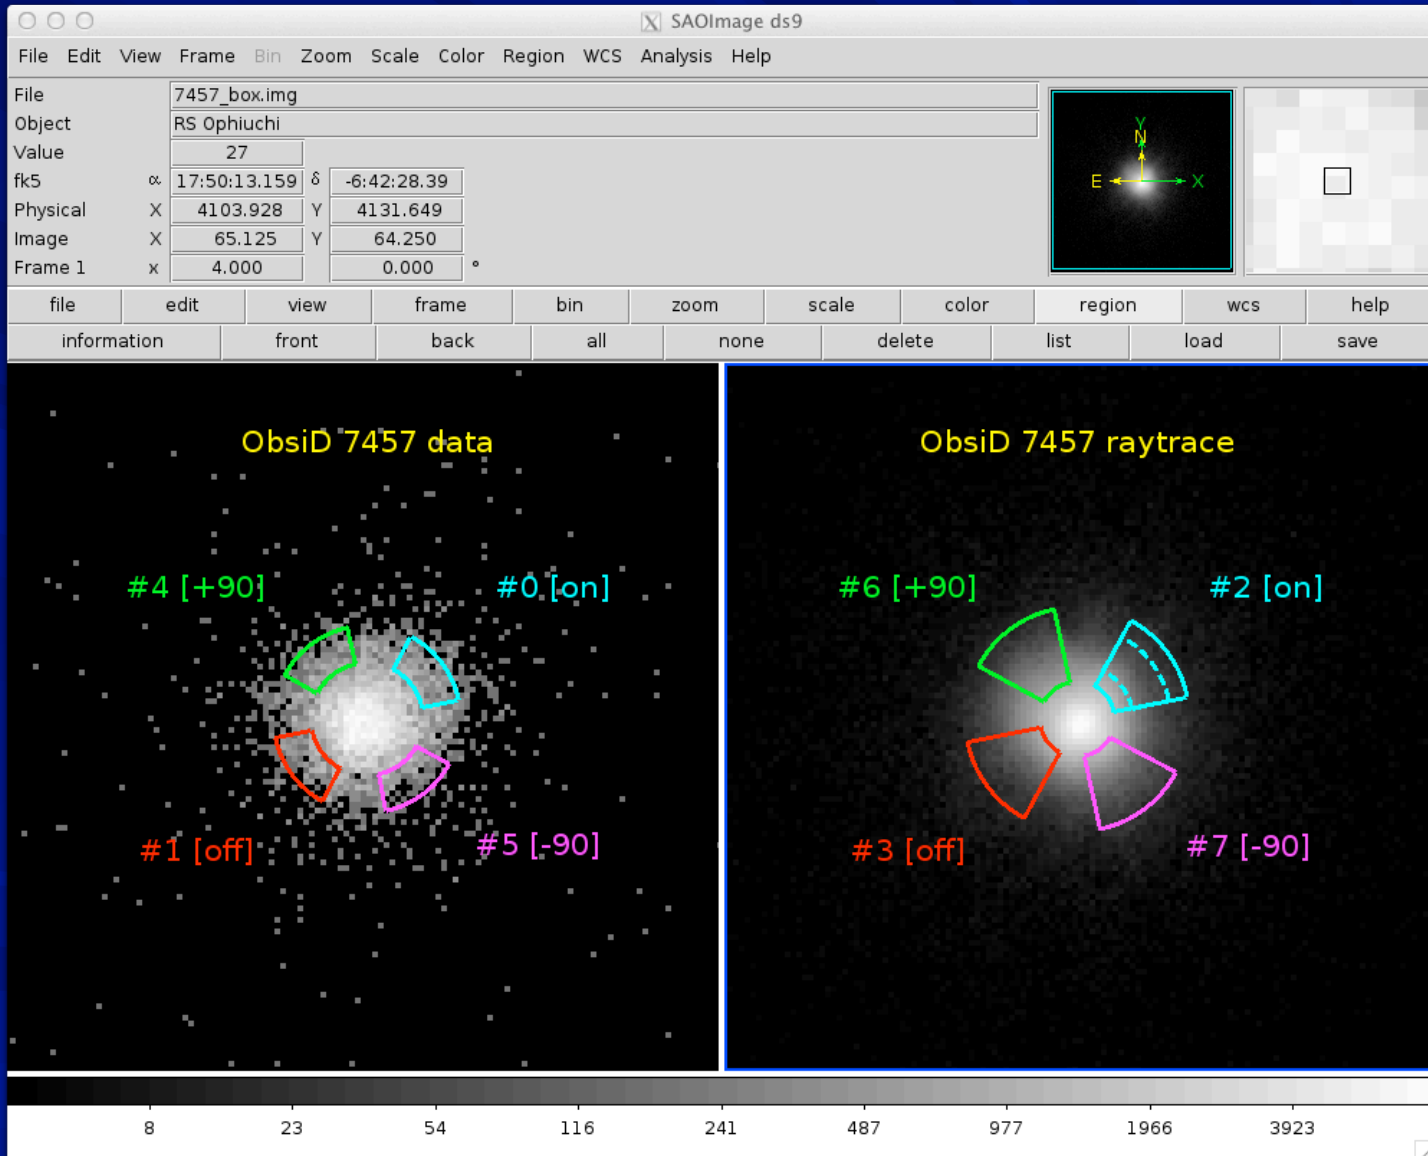 SAOImage ds9
File Edit View Frame Bin Zoom Scale Color Region WCS Analysis Help
File 7457_box.img
Object RS Ophiuchi
Value 27
fk5 α 17:50:13.159 δ -6:42:28.39
Physical X 4103.928 Y 4131.649
Image X 65.125 Y 64.250
Frame 1 x 4.000 0.000 °
Y
N
E X
file edit view frame bin zoom scale color region wcs help
information front back all none delete list load save
ObsiD 7457 data
#4 [+90] #0 [on]
#1 [off] #5 [-90]
ObsiD 7457 raytrace
#6 [+90] #2 [on]
#3 [off] #7 [-90]
8 23 54 116 241 487 977 1966 3923